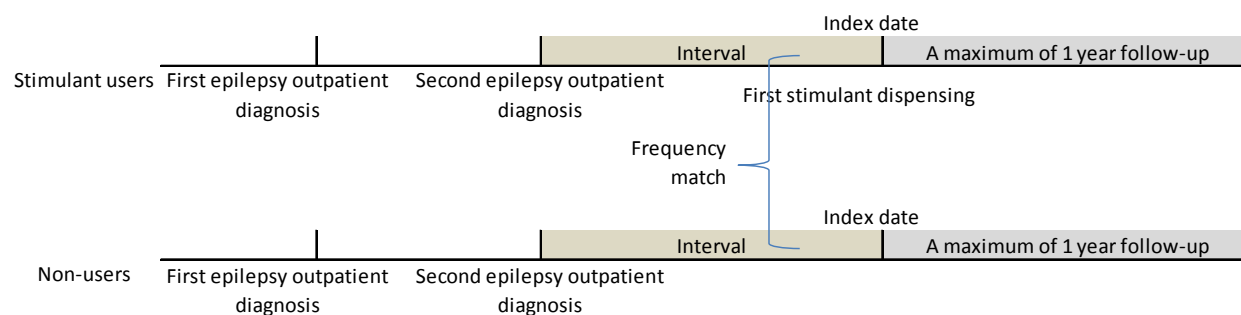 Index date
Interval
A maximum of 1 year follow-up
Stimulant users
First epilepsy outpatient
diagnosis
Second epilepsy outpatient
diagnosis
First stimulant dispensing
Frequency
match
Index date
Interval
A maximum of 1 year follow-up
Non-users
First epilepsy outpatient
diagnosis
Second epilepsy outpatient
diagnosis